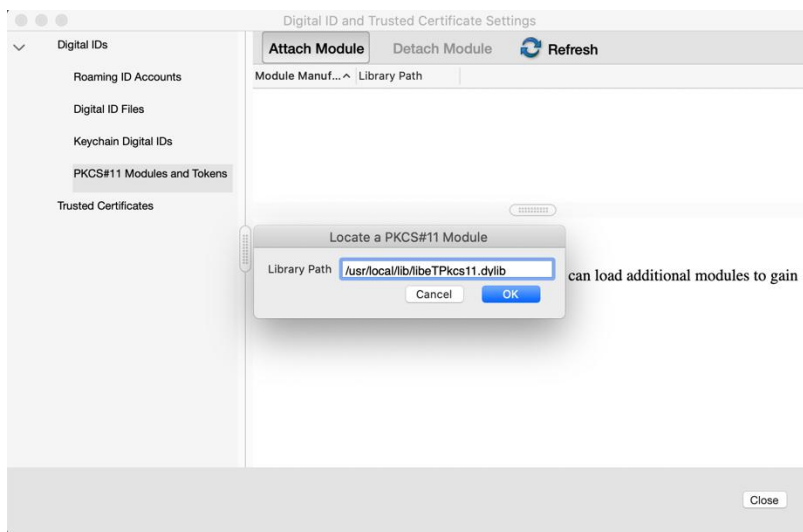 Digital ID and Trusted Certificate Settings
Digital IDs
Roaming ID Accounts
Digital ID Files
Keychain Digital IDs
PKCS#11 Modules and Tokens
Trusted Certificates
Attach Module Detach Module Refresh
Module Manuf... Library Path
Locate a PKCS#11 Module
Library Path /usr/local/lib/libeTPkcs11.dylib
Cancel OK
can load additional modules to gain
Close